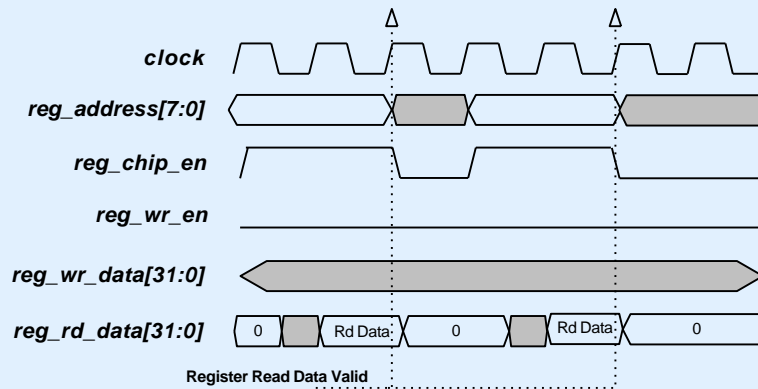 clock
reg_address[7:0]
reg_chip_en
reg_wr_en
reg_wr_data[31:0]
reg_rd_data[31:0] 0 Rd Data 0 Rd Data 0
Register Read Data Valid